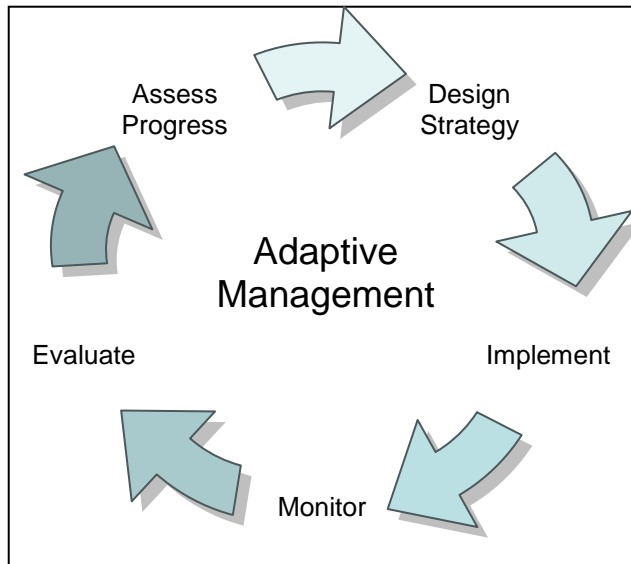 Assess
Progress
Design
Strategy
Adaptive
Management
Evaluate
Implement
Monitor